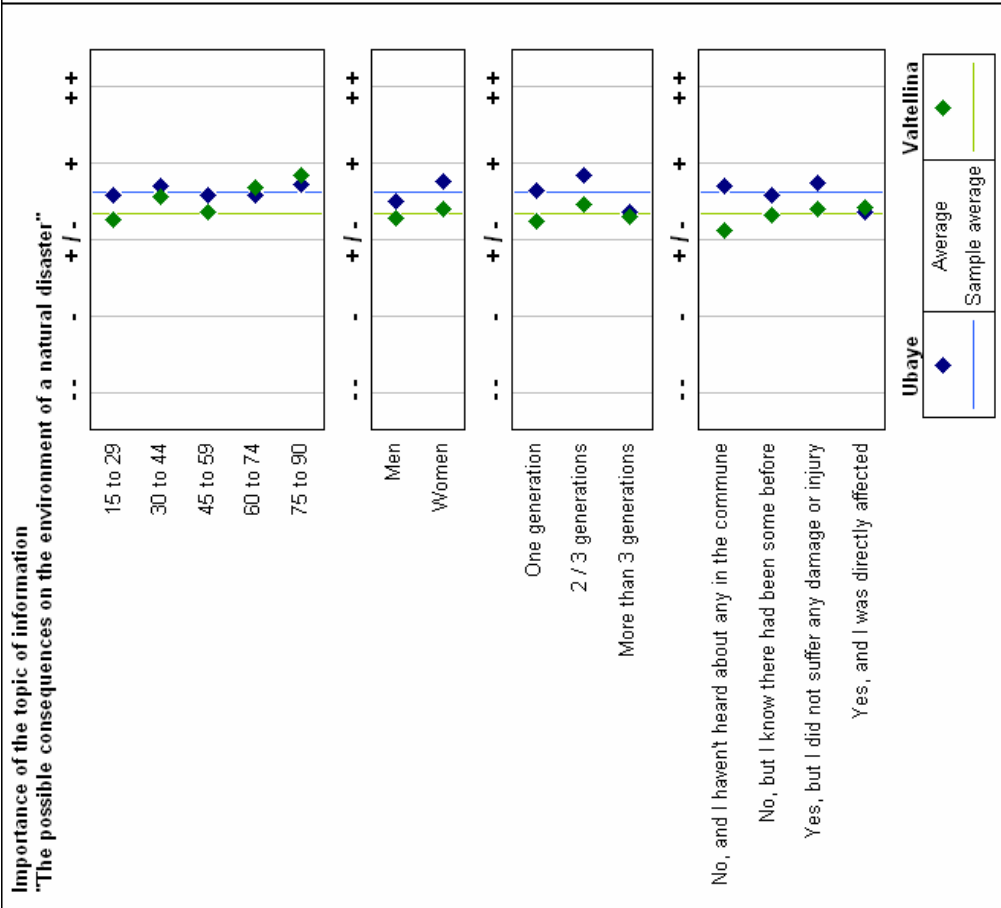 Importance of the topic of information
"The possible consequences on the environment of a natural disaster"
- - - + / - + + +
15 to 29
30 to 44
45 to 59
60 to 74
75 to 90
- - - + / - + + +
Men
Women
- - - + / - + + +
One generation
2 / 3 generations
More than 3 generations
- - - + / - + + +
No, and I haven't heard about any in the commune
No, but I know there had been some before
Yes, but I did not suffer any damage or injury
Yes, and I was directly affected
Ubaye Valtellina
Average
Sample average